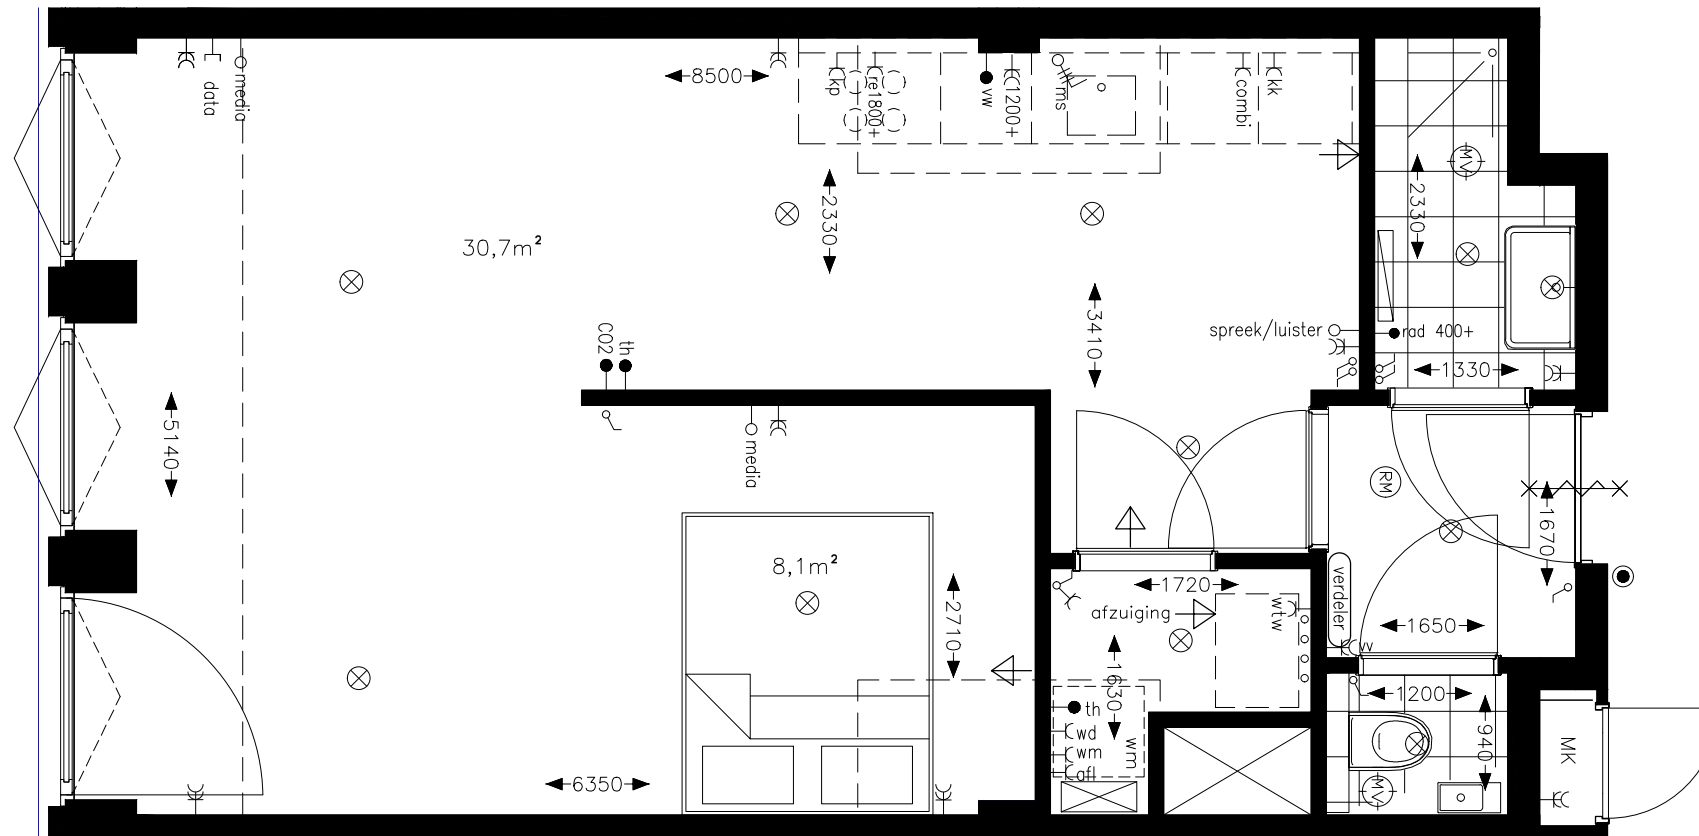 data
media
8500
kp
re1800+
vw
1200+
ms
combi
kk
MV
2330
2330
30,7m²
3410
CO2
th
spreek/luister
rad 400+
1330
5140
media
RM
1670
8,1m²
2710
1720
afzuiging
wtw
verdeler
1650
vv
1630
th
wd
wm
afl
wm
1200
940
MK
MV
6350